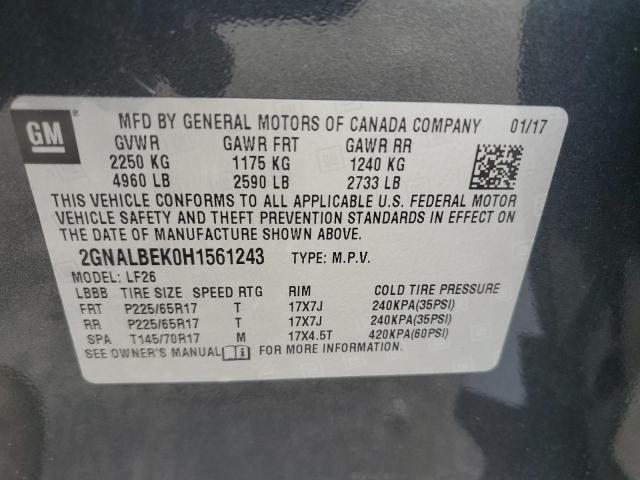 GM
MFD BY GENERAL MOTORS OF CANADA COMPANY 01/17
GVWR GAWR FRT GAWR RR
2250 KG 1175 KG 1240 KG
4960 LB 2590 LB 2733 LB
THIS VEHICLE CONFORMS TO ALL APPLICABLE U.S. FEDERAL MOTOR
VEHICLE SAFETY AND THEFT PREVENTION STANDARDS IN EFFECT ON
THE DATE OF MANUFACTURE SHOWN ABOVE.
2GNALBEK0H1561243 TYPE: M.P.V.
MODEL: LF26
LBBB TIRE SIZE SPEED RTG RIM COLD TIRE PRESSURE
FRT P225/65R17 T 17X7J 240KPA(35PSI)
RR P225/65R17 T 17X7J 240KPA(35PSI)
SPA T145/70R17 M 17X4.5T 420KPA(60PSI)
SEE OWNER'S MANUAL FOR MORE INFORMATION.